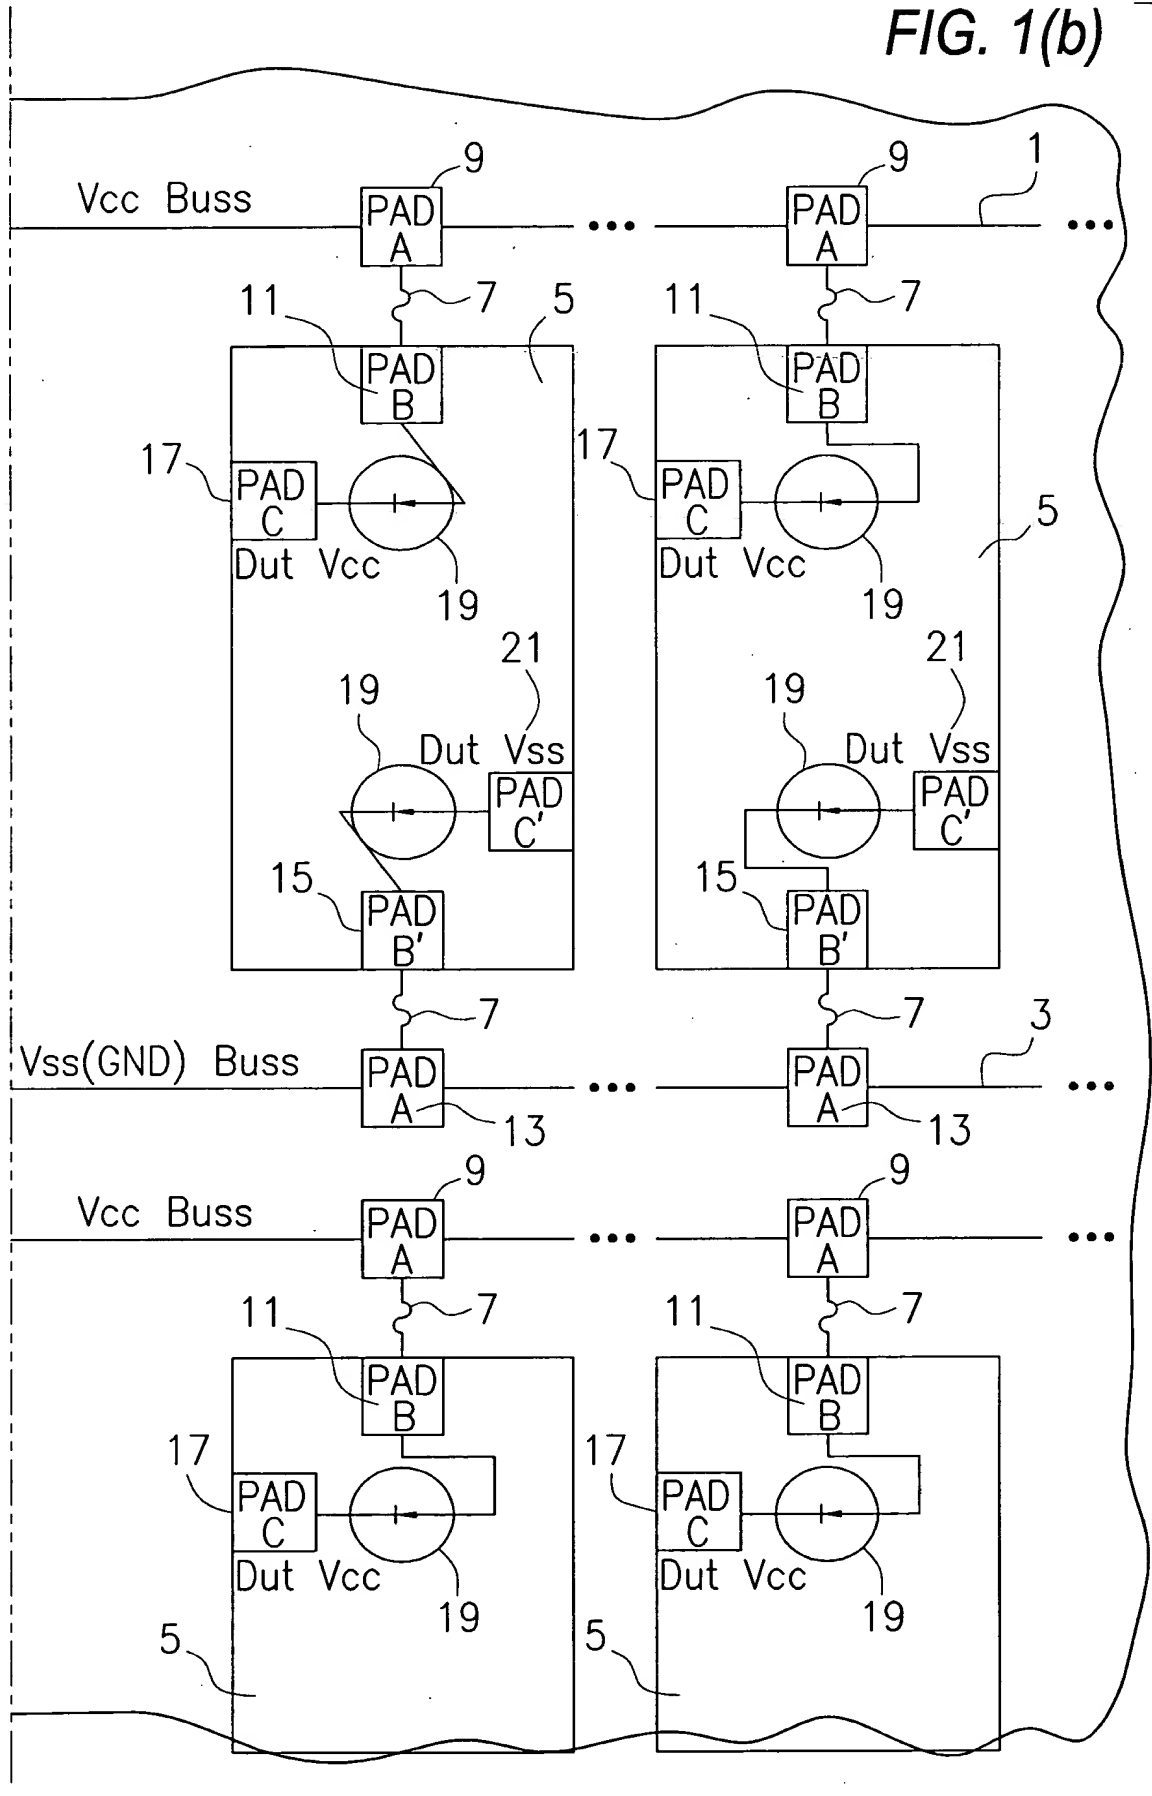 FIG. 1(b)
9 9 1
Vcc Buss PAD A ••• PAD A •••
11 7 5 11 7
PAD B PAD B
17 PAD C 17 PAD C 5
Dut Vcc Dut Vcc
19 19
21 21
19 19
Dut Vss Dut Vss
PAD C' PAD C'
15 PAD B' 15 PAD B'
7 7 3
Vss(GND) Buss PAD A ••• PAD A •••
13 13
9 9
Vcc Buss PAD A ••• PAD A •••
11 7 11 7
PAD B PAD B
17 PAD C 17 PAD C
Dut Vcc Dut Vcc
19 19
5 5